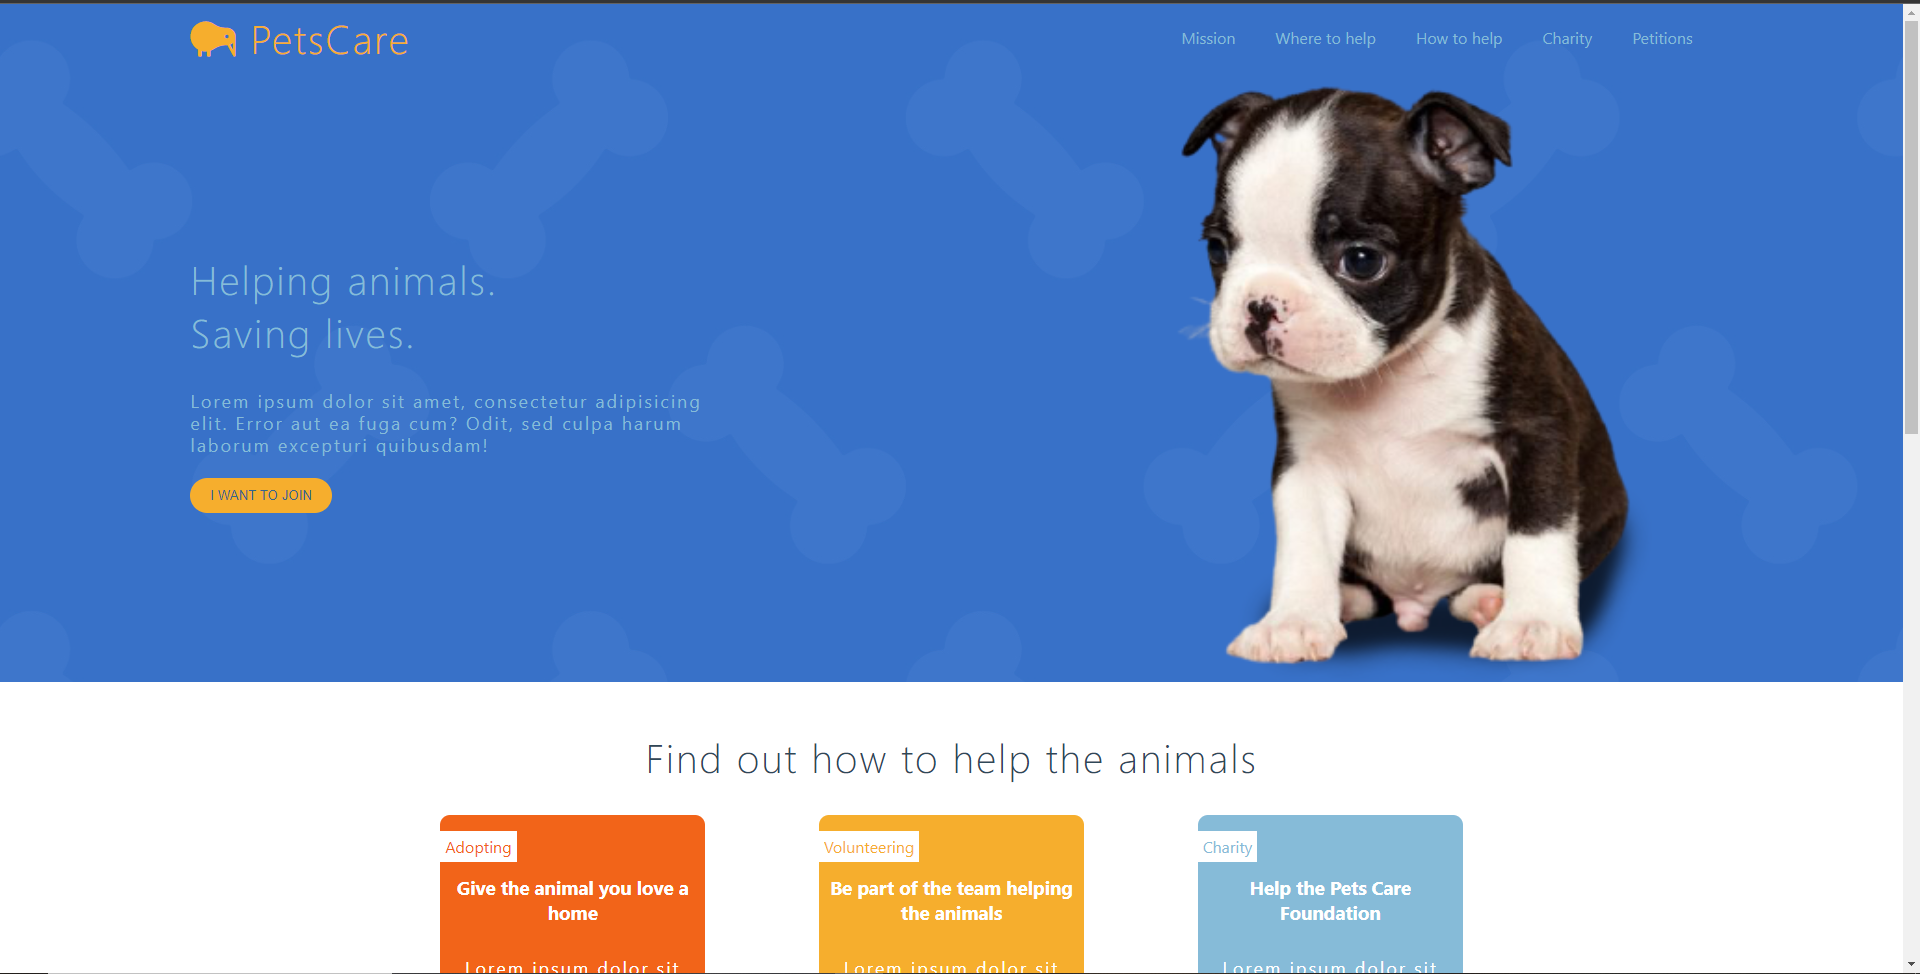 PetsCare
Mission
Where to help
How to help
Charity
Petitions
Helping animals.
Saving lives.
Lorem ipsum dolor sit amet, consectetur adipisicing
elit. Error aut ea fuga cum? Odit, sed culpa harum
laborum excepturi quibusdam!
I WANT TO JOIN
Find out how to help the animals
Adopting
Give the animal you love a
home
Lorem ipsum dolor sit
Volunteering
Be part of the team helping
the animals
Lorem ipsum dolor sit
Charity
Help the Pets Care
Foundation
Lorem ipsum dolor sit